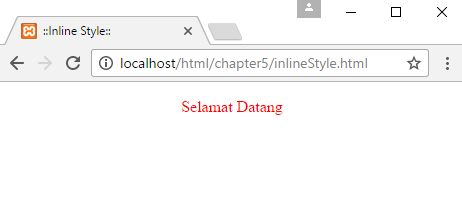 ::Inline Style::
localhost/html/chapter5/inlineStyle.html
Selamat Datang